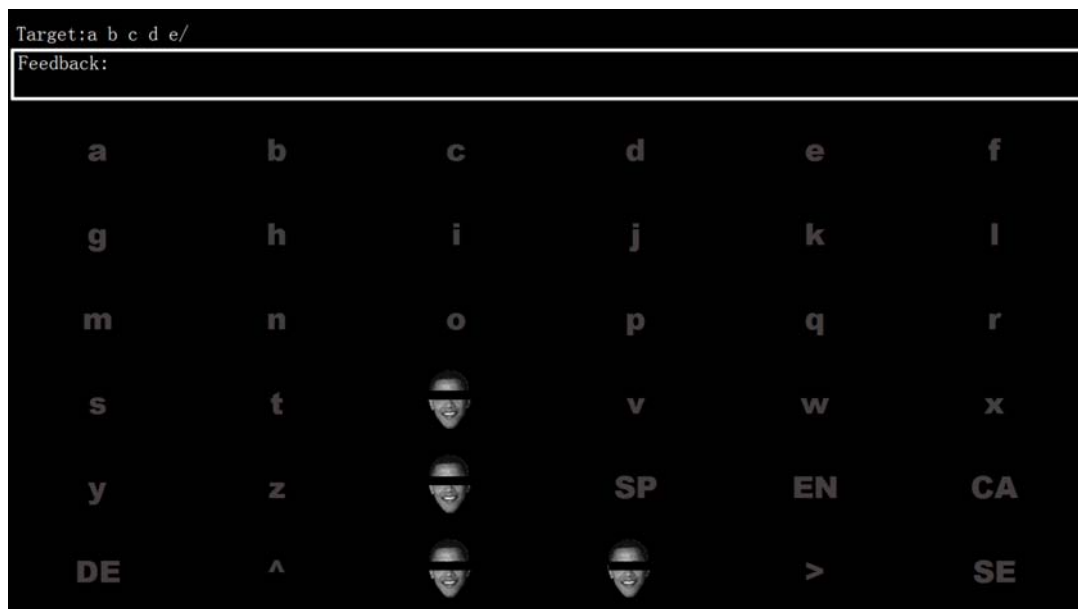 Target:a b c d e/
Feedback:
a b c d e f
g h i j k l
m n o p q r
s t v w x
y z SP EN CA
DE ^ > SE